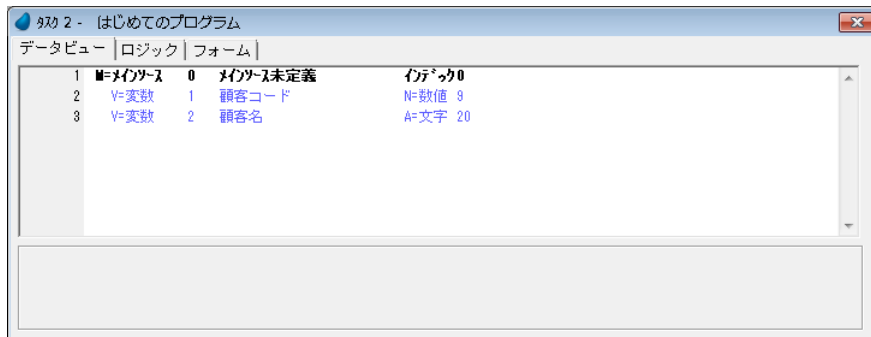 ﾀｽｸ 2 - はじめてのプログラム
データビュー ロジック フォーム
1 M=ﾒｲﾝｿｰｽ 0 ﾒｲﾝｿｰｽ未定義 ｲﾝﾃﾞｯｸ0
2 V=変数 1 顧客コード N=数値 9
3 V=変数 2 顧客名 A=文字 20